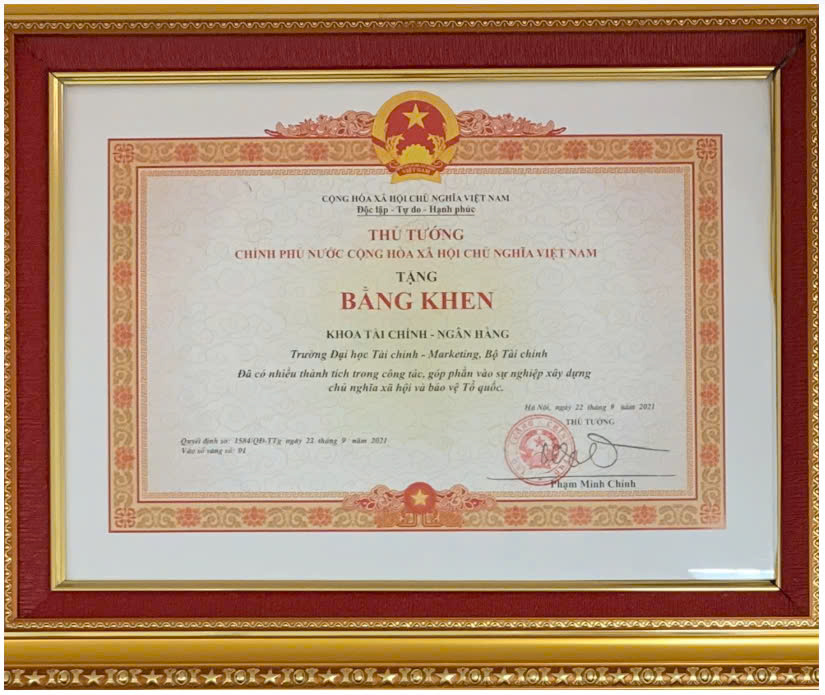 VIỆT NAM
CỘNG HÒA XÃ HỘI CHỦ NGHĨA VIỆT NAM
Độc lập - Tự do - Hạnh phúc
THỦ TƯỚNG
CHÍNH PHỦ NƯỚC CỘNG HÒA XÃ HỘI CHỦ NGHĨA VIỆT NAM
TẶNG
BẰNG KHEN
KHOA TÀI CHÍNH - NGÂN HÀNG
Trường Đại học Tài chính - Marketing, Bộ Tài chính
Đã có nhiều thành tích trong công tác, góp phần vào sự nghiệp xây dựng
chủ nghĩa xã hội và bảo vệ Tổ quốc.
Hà Nội, ngày 22 tháng 9 năm 2021
THỦ TƯỚNG
Quyết định số: 1584/QĐ-TTg ngày 22 tháng 9 năm 2021
Vào sổ vàng số: 01
Phạm Minh Chính